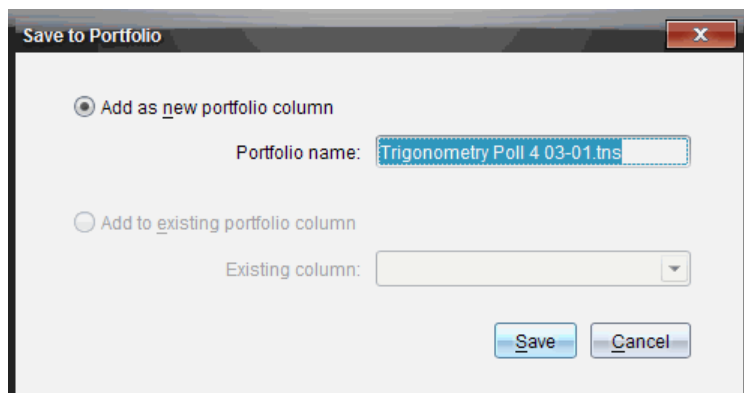 Save to Portfolio
Add as new portfolio column
Portfolio name: Trigonometry Poll 4 03-01.tns
Add to existing portfolio column
Existing column:
Save Cancel